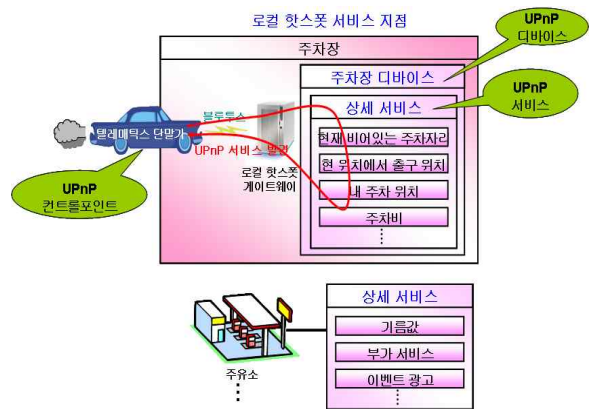 로컬 핫스폿 서비스 지점
주차장
UPnP
디바이스
주차장 디바이스
UPnP
서비스
상세 서비스
블루투스
텔레매틱스 단말기
UPnP 서비스 발견
로컬 핫스폿
게이트웨이
현재 비어있는 주차자리
현 위치에서 출구 위치
내 주차 위치
주차비
⋮
UPnP
컨트롤포인트
상세 서비스
기름값
부가 서비스
이벤트 광고
⋮
주유소
⋮